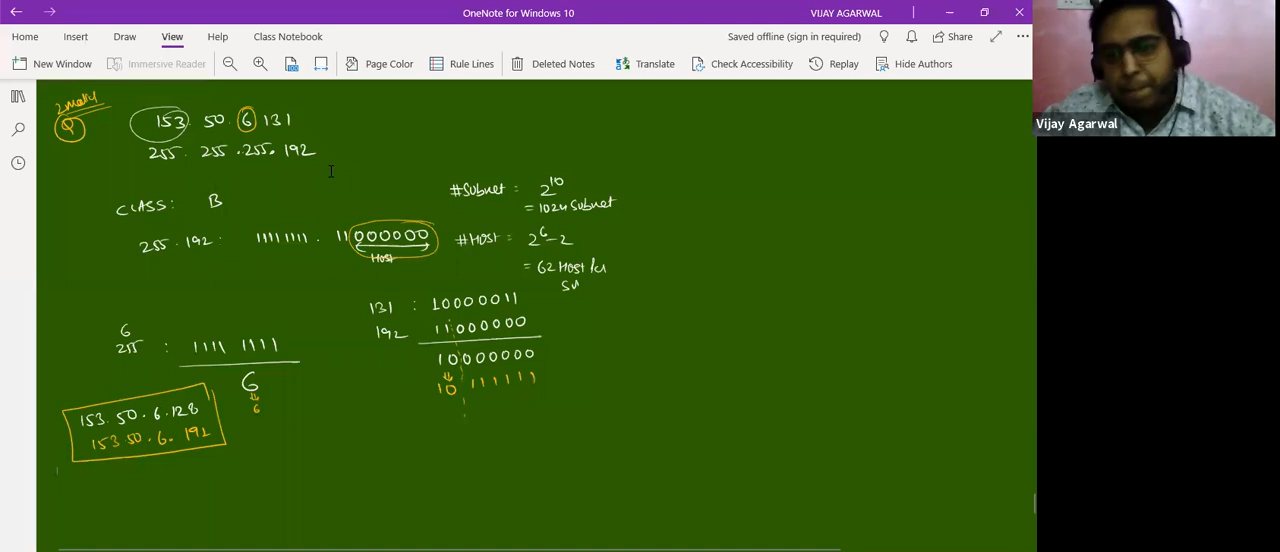 OneNote for Windows 10
VIJAY AGARWAL
Home Insert Draw View Help Class Notebook
Saved offline (sign in required) Share
New Window Immersive Reader Page Color Rule Lines Deleted Notes Translate Check Accessibility Replay Hide Authors
Vijay Agarwal
Q
153. 50. 6 131
255. 255. 255. 192
CLASS: B
#Subnet = 2^10
= 1024 Subnet
255. 192. 11111111. 11000000
Host
#Host = 2^6-2
= 62 Host
131 : 10000011
192 11000000
10000000
10 111111
6
255 : 1111 1111
6
6
153. 50. 6. 128
153 50. 6. 192